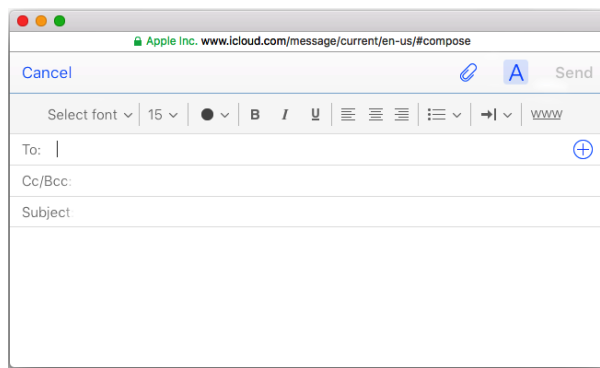 Apple Inc. www.icloud.com/message/current/en-us/#compose
Cancel A Send
Select font 15 B I U www
To:
Cc/Bcc:
Subject: